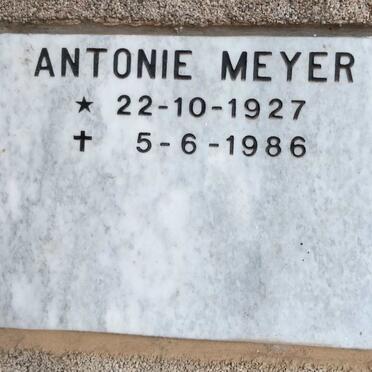 ANTONIE MEYER
★ 22-10-1927
✝ 5-6-1986